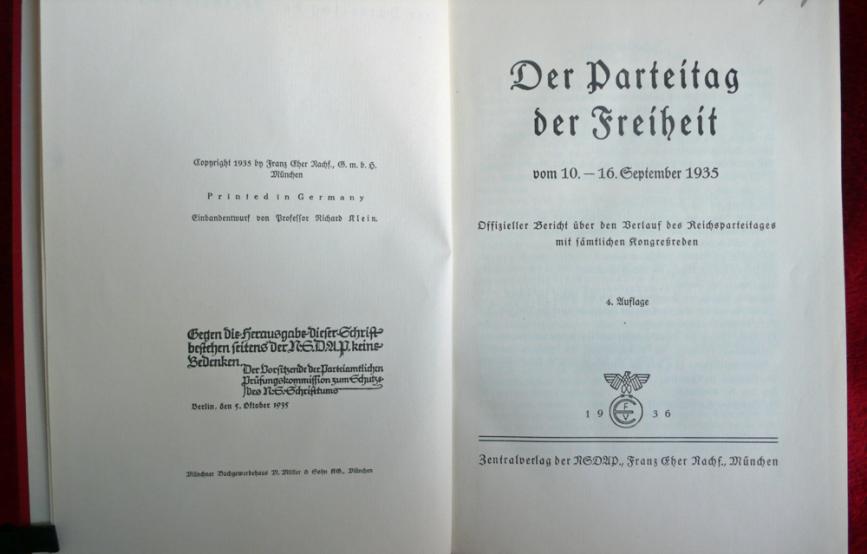 Copyright 1935 by Franz Eher Nachf., G. m. b. H.
München
Printed in Germany
Einbandentwurf von Professor Richard Klein.
Gegen die Herausgabe dieser Schrift
bestehen seitens der N.S.D.A.P. keine
Bedenken.
Der Vorsitzende der Parteiamtlichen
Prüfungskommission zum Schutze
des N.S.-Schrifttums
Berlin, den 5. Oktober 1935
Münchner Buchgewerbehaus M. Müller & Sohn KG., München
Der Parteitag
der Freiheit
vom 10. – 16. September 1935
Offizieller Bericht über den Verlauf des Reichsparteitages
mit sämtlichen Kongreßreden
4. Auflage
1936
Zentralverlag der NSDAP., Franz Eher Nachf., München